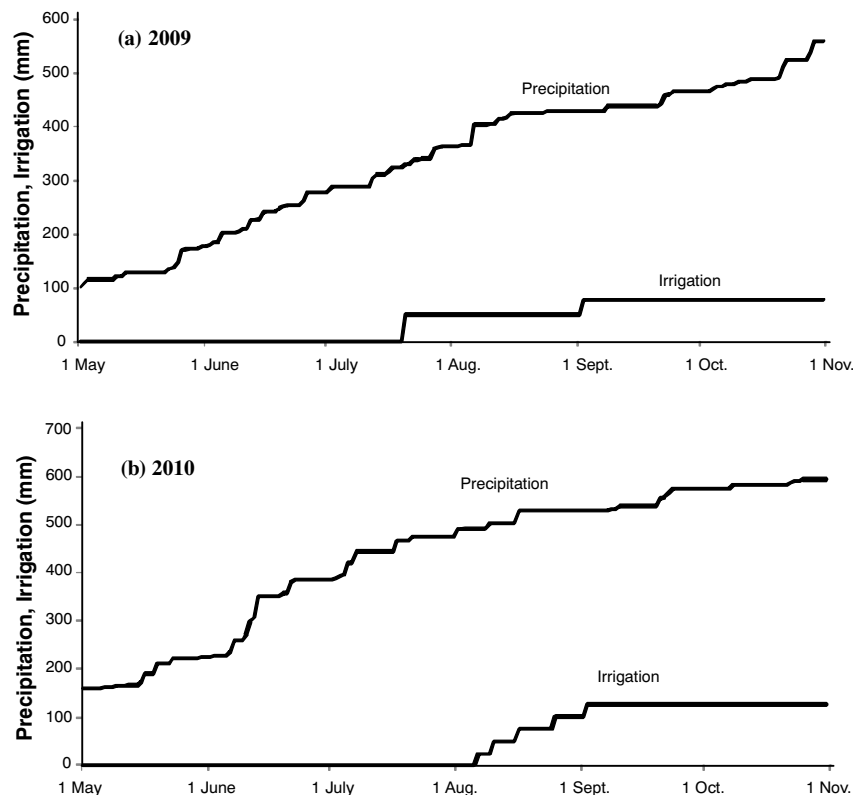 (a) 2009
Precipitation, Irrigation (mm)
600
500
400
300
200
100
0
Precipitation
Irrigation
1 May
1 June
1 July
1 Aug.
1 Sept.
1 Oct.
1 Nov.
(b) 2010
Precipitation, Irrigation (mm)
700
600
500
400
300
200
100
0
Precipitation
Irrigation
1 May
1 June
1 July
1 Aug.
1 Sept.
1 Oct.
1 Nov.